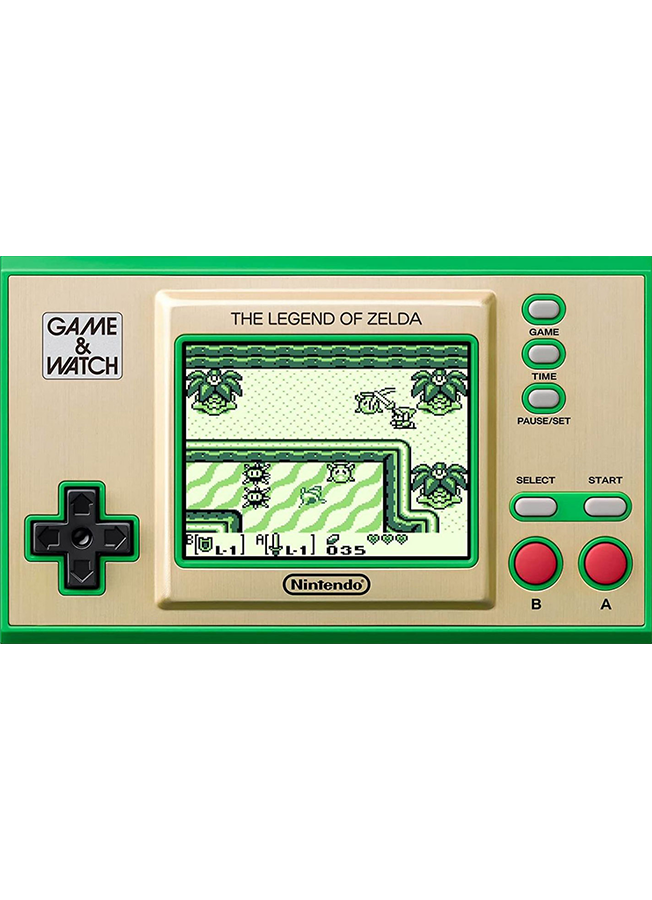 GAME
&
WATCH
THE LEGEND OF ZELDA
GAME
TIME
PAUSE/SET
SELECT
START
B[ L-1] A[ L-1] 035
Nintendo®
B
A